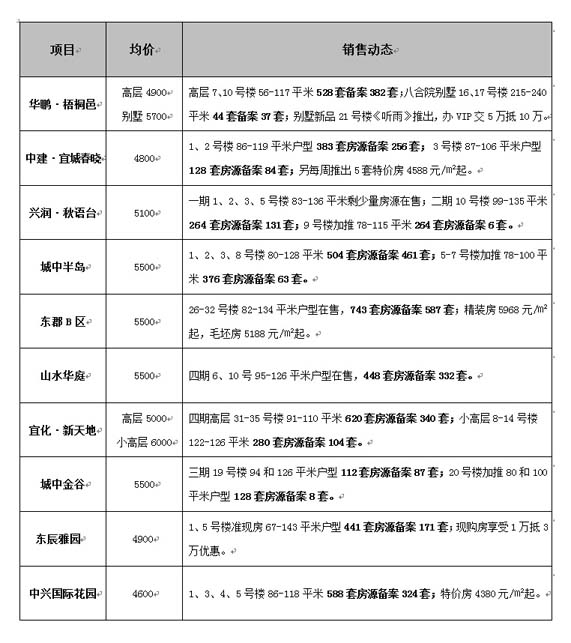 项目 均价 销售动态
华鹏·梧桐邑
高层 4900
别墅 5700
高层 7、10 号楼 56-117 平米 528 套备案 382 套；八合院别墅 16、17 号楼 215-240
平米 44 套备案 37 套；别墅新品 21 号楼《听雨》推出，办 VIP 交 5 万抵 10 万。
中建·宜城春晓
4800
1、2 号楼 86-119 平米户型 383 套房源备案 256 套； 3 号楼 87-106 平米户型
128 套房源备案 84 套；另每周推出 5 套特价房 4588 元/㎡起。
兴润·秋语台
5100
一期 1、2、3、5 号楼 83-136 平米剩少量房源在售；二期 10 号楼 99-135 平米
264 套房源备案 131 套；9 号楼加推 78-115 平米 264 套房源备案 6 套。
城中半岛
5500
1、2、3、8 号楼 80-128 平米 504 套房源备案 461 套；5-7 号楼加推 78-100 平
米 376 套房源备案 63 套。
东郡 B 区
5500
26-32 号楼 82-134 平米户型在售，743 套房源备案 587 套；精装房 5968 元/㎡
起，毛坯房 5188 元/㎡起。
山水华庭
5500
四期 6、10 号 95-126 平米户型在售，448 套房源备案 332 套。
宜化·新天地
高层 5000
小高层 6000
四期高层 31-35 号楼 91-110 平米 620 套房源备案 340 套；小高层 8-14 号楼
122-126 平米 280 套房源备案 104 套。
城中金谷
5500
三期 19 号楼 94 和 126 平米户型 112 套房源备案 87 套；20 号楼加推 80 和 100
平米户型 128 套房源备案 8 套。
东辰雅园
4900
1、5 号楼准现房 67-143 平米户型 441 套房源备案 171 套；现购房享受 1 万抵 3
万优惠。
中兴国际花园
4600
1、3、4、5 号楼 86-118 平米 588 套房源备案 324 套；特价房 4380 元/㎡起。